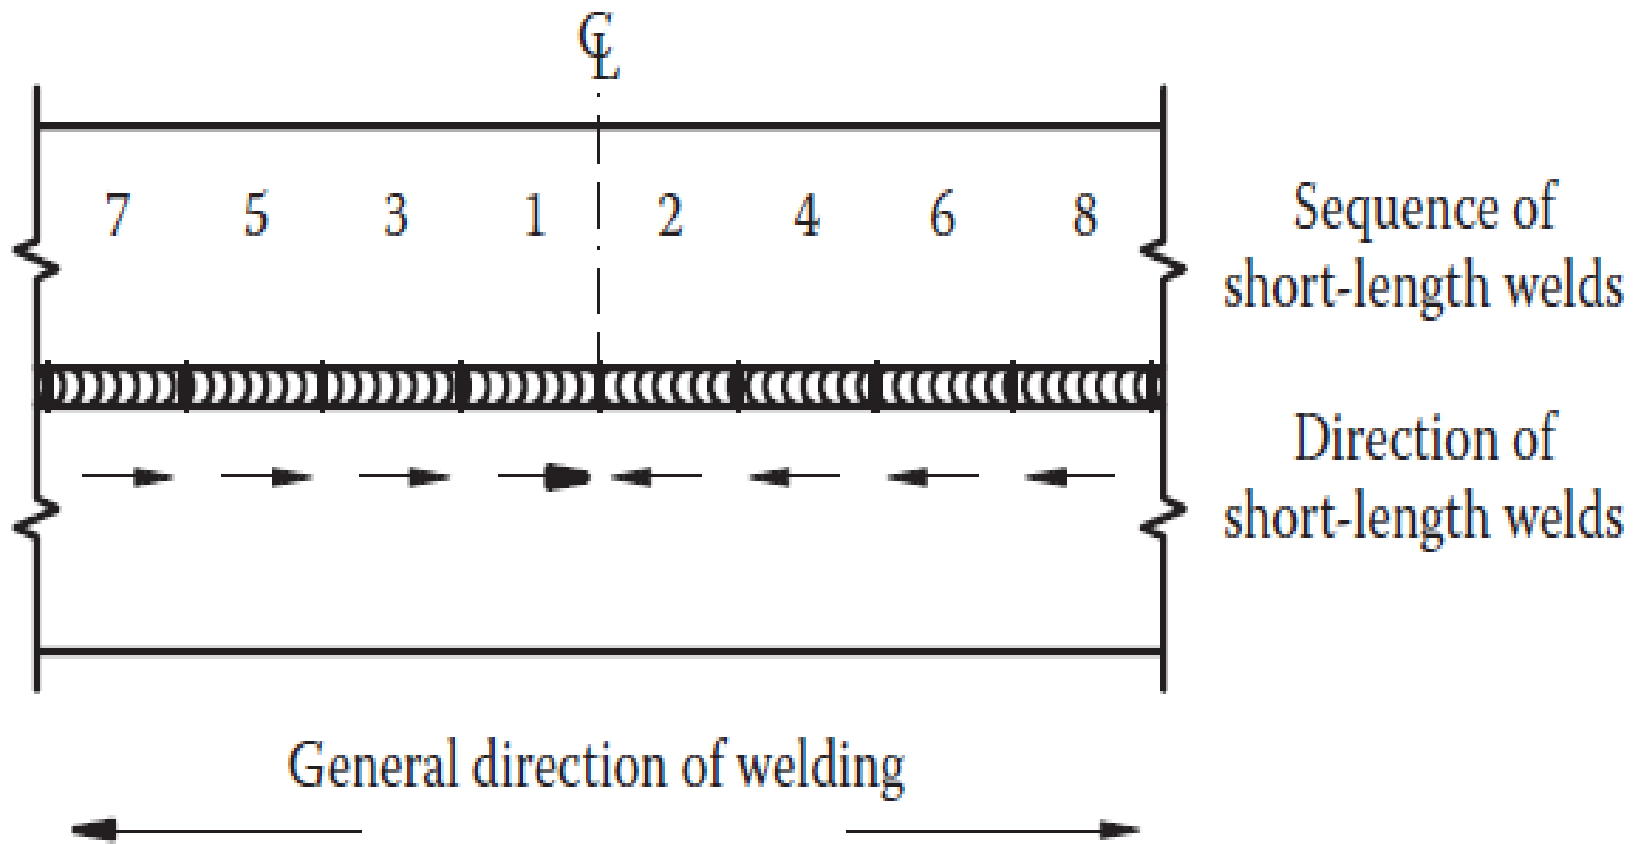 ℄
7 5 3 1 2 4 6 8
Sequence of
short-length welds
Direction of
short-length welds
General direction of welding